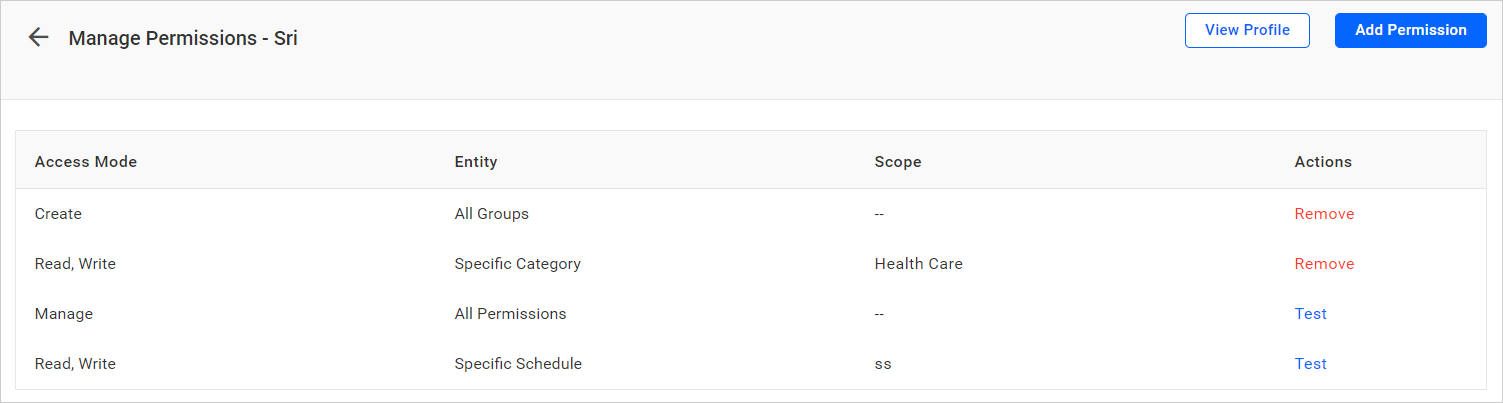 Manage Permissions - Sri
View Profile
Add Permission
Access Mode Entity Scope Actions
Create All Groups -- Remove
Read, Write Specific Category Health Care Remove
Manage All Permissions -- Test
Read, Write Specific Schedule ss Test